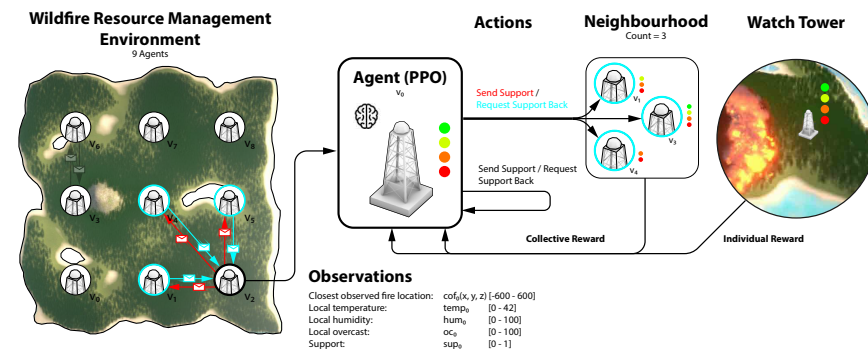 Wildfire Resource Management
Environment
9 Agents
V₆
V₇
V₈
V₃
V₄
V₅
V₀
V₁
V₂
Agent (PPO)
v₀
Actions
Send Support /
Request Support Back
Send Support / Request
Support Back
Neighbourhood
Count = 3
V₁
V₃
V₄
Watch Tower
Collective Reward
Individual Reward
Observations
Closest observed fire location: cof₀(x, y, z) [-600 - 600]
Local temperature: temp₀ [0 - 42]
Local humidity: hum₀ [0 - 100]
Local overcast: oc₀ [0 - 100]
Support: sup₀ [0 - 1]